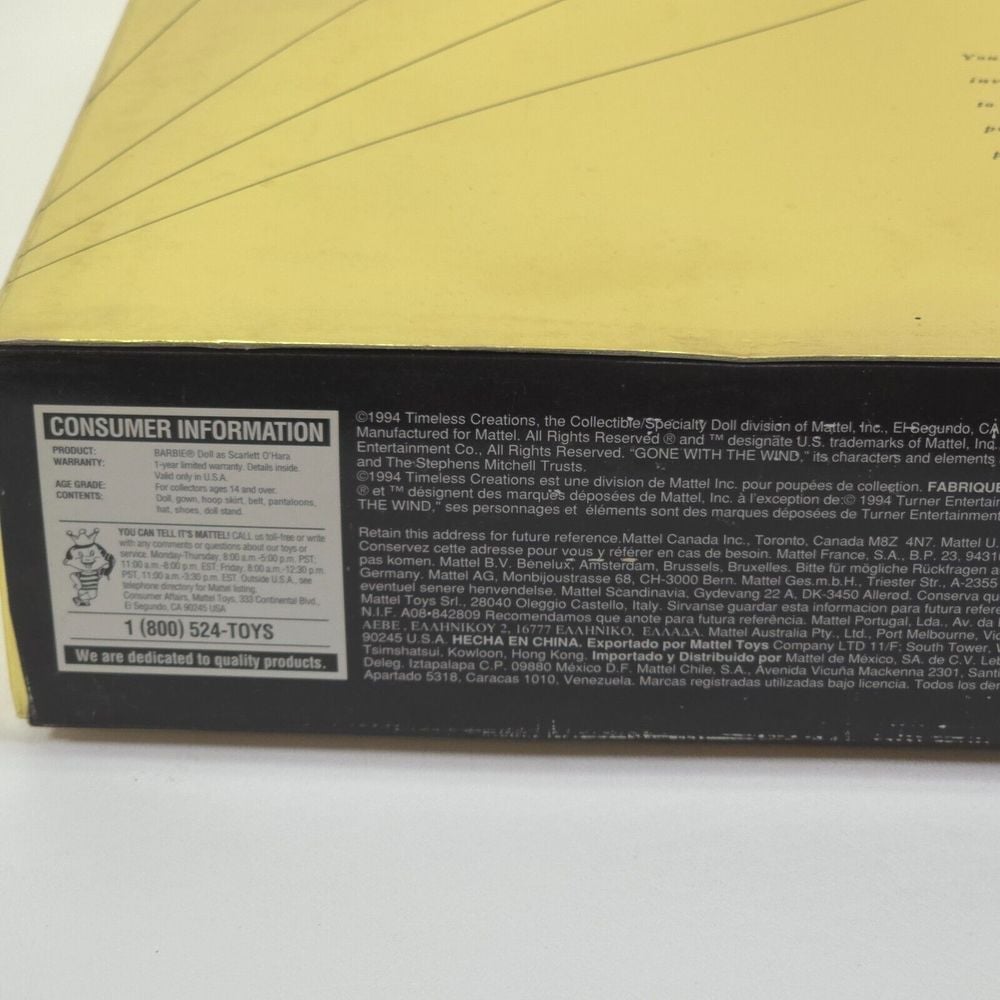 You
CONSUMER INFORMATION
PRODUCT: BARBIE® Doll as Scarlett O'Hara
WARRANTY: 1-year limited warranty. Details inside.
Valid only in U.S.A.
AGE GRADE: For collectors ages 14 and over.
CONTENTS: Doll, gown, hoop skirt, belt, pantaloons,
hat, shoes, doll stand.
YOU CAN TELL IT'S MATTEL! CALL us toll-free or write
with any comments or questions about our toys or
service. Monday-Thursday, 8:00 a.m.-5:00 p.m. PST;
11:00 a.m.-8:00 p.m. EST; Friday, 8:00 a.m.-12:30 p.m.
PST, 11:00 a.m.-3:30 p.m. EST. Outside U.S.A., see
telephone directory for Mattel listing.
Consumer Affairs, Mattel Toys, 333 Continental Blvd.,
El Segundo, CA 90245 USA
1 (800) 524-TOYS
We are dedicated to quality products.
©1994 Timeless Creations, the Collectible/Specialty Doll division of Mattel, Inc., El Segundo, CA
Manufactured for Mattel. All Rights Reserved ® and ™ designate U.S. trademarks of Mattel, Inc
Entertainment Co., All Rights Reserved. "GONE WITH THE WIND," its characters and elements
and The Stephens Mitchell Trusts.
©1994 Timeless Creations est une division de Mattel Inc. pour poupées de collection. FABRIQUÉ
® et ™ désignent des marques déposées de Mattel, Inc. à l'exception de:© 1994 Turner Entertain
THE WIND," ses personnages et éléments sont des marques déposées de Turner Entertainment
Retain this address for future reference.Mattel Canada Inc., Toronto, Canada M8Z 4N7. Mattel U.
Conservez cette adresse pour vous y référer en cas de besoin. Mattel France, S.A., B.P. 23, 9431
pas komen. Mattel B.V. Benelux, Amsterdam, Brussels, Bruxelles. Bitte für mögliche Rückfragen a
Germany. Mattel AG, Monbijoustrasse 68, CH-3000 Bern. Mattel Ges.m.b.H., Triester Str., A-2355
eventuel senere henvendelse. Mattel Scandinavia, Gydevang 22 A, DK-3450 Allerod. Conserva qu
Mattel Toys Srl., 28040 Oleggio Castello, Italy. Sirvanse guardar esta informacion para futura refere
N.I.F. A08•842809 Recomendamos que anote para futura referência. Mattel Portugal, Lda., Av. da
AEBE , ΕΛΛΗΝΙΚΟΥ 2, 16777 ΕΛΛΗΝΙΚΟ, ΕΛΛΑΔΑ. Mattel Australia Pty., Ltd., Port Melbourne, Vi
90245 U.S.A. HECHA EN CHINA. Exportado por Mattel Toys Company LTD 11/F; South Tower, W
Tsimshatsui, Kowloon, Hong Kong. Importado y Distribuido por Mattel de México, SA. de C.V. Lei
Deleg. Iztapalapa C.P. 09880 México D.F. Mattel Chile, S.A., Avenida Vicuña Mackenna 2301, Santi
Apartado 5318, Caracas 1010, Venezuela. Marcas registradas utilizadas bajo licencia. Todos los der